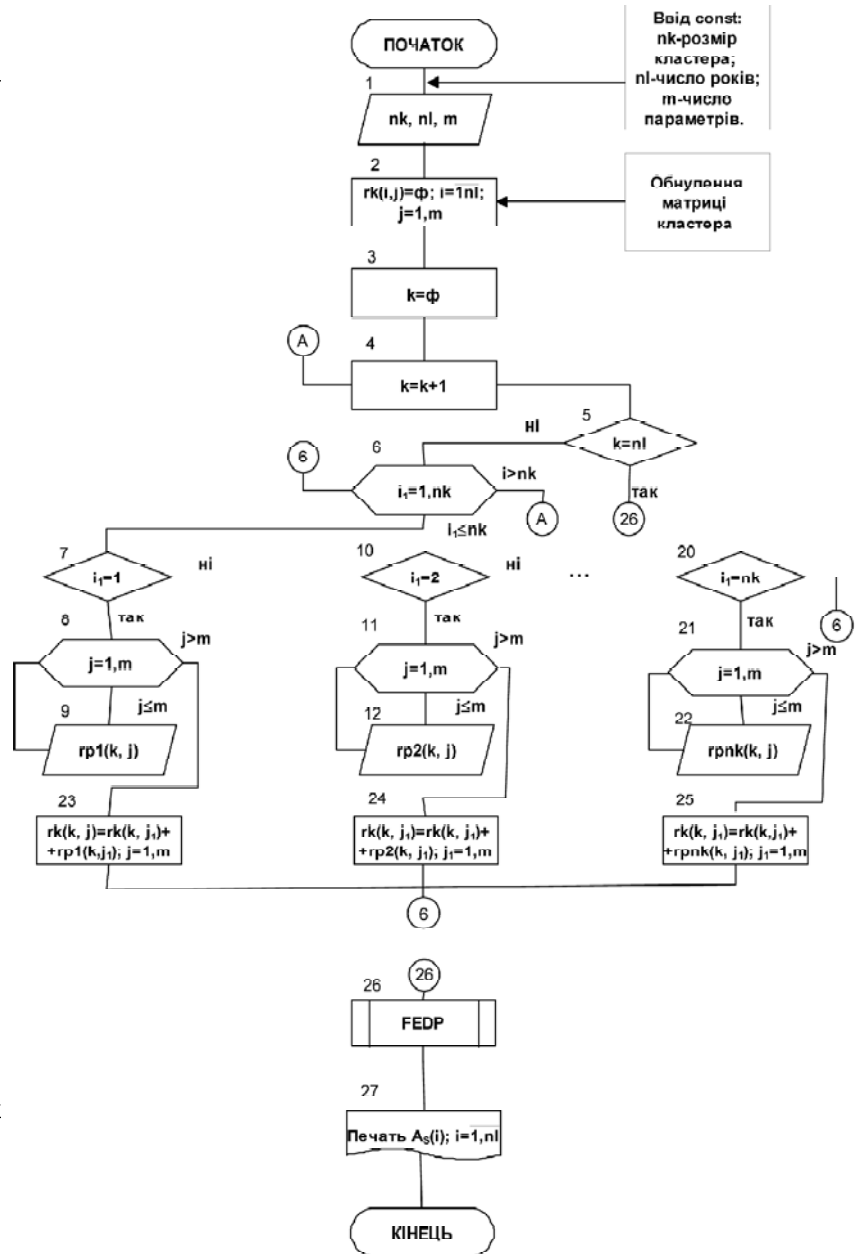 ПОЧАТОК
Ввід const:
nk-розмір
кластера;
nl-число років;
m-число
параметрів.
1
nk, nl, m
2
rk(i,j)=ф; i=1nl;
j=1,m
Обнулення
матриці
кластера
3
k=ф
A
4
k=k+1
5
k=nl
ні
так
26
6
6
i₁=1,nk
i>nk
A
i₁≤nk
7
i₁=1
ні
так
10
i₁=2
ні
так
...
20
i₁=nk
так
6
8
j=1,m
j>m
j≤m
11
j=1,m
j>m
j≤m
21
j=1,m
j>m
j≤m
9
rp1(k, j)
12
rp2(k, j)
22
rpnk(k, j)
23
rk(k, j)=rk(k, j₁)+
+rp1(k,j₁); j=1,m
24
rk(k, j₁)=rk(k, j₁)+
+rp2(k, j₁); j₁=1,m
25
rk(k, j₁)=rk(k,j₁)+
+rpnk(k, j₁); j₁=1,m
6
26
26
FEDP
27
Печать Aₛ(i); i=1,nl
КІНЕЦЬ